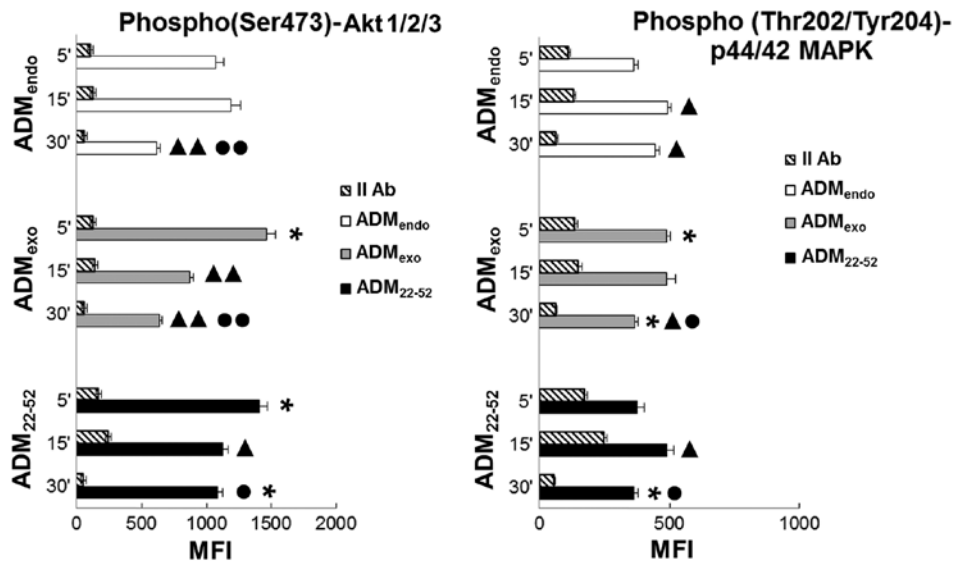 Phospho(Ser473)-Akt 1/2/3
ADMendo
5'
15'
30'
ADMexo
5'
15'
30'
ADM22-52
5'
15'
30'
0 500 1000 1500 2000
MFI
II Ab
ADMendo
ADMexo
ADM22-52
*
*
*
Phospho (Thr202/Tyr204)-
p44/42 MAPK
ADMendo
5'
15'
30'
ADMexo
5'
15'
30'
ADM22-52
5'
15'
30'
0 500 1000
MFI
II Ab
ADMendo
ADMexo
ADM22-52
*
*
*